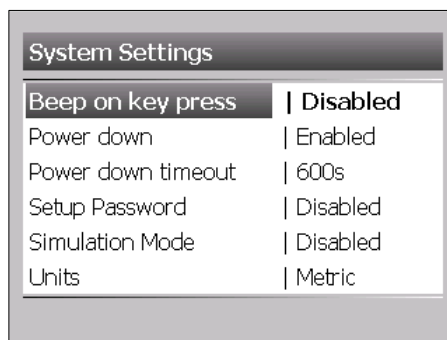 System Settings
Beep on key press | Disabled
Power down | Enabled
Power down timeout | 600s
Setup Password | Disabled
Simulation Mode | Disabled
Units | Metric